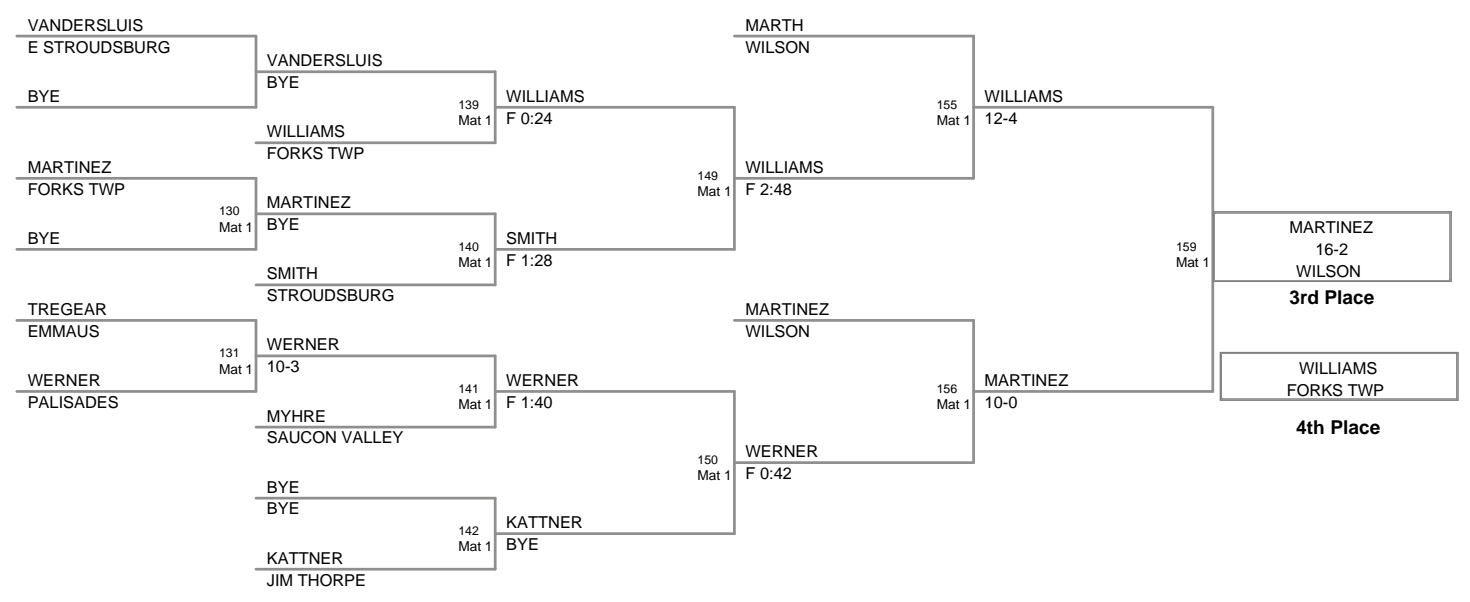 VANDERSLUIS
E STROUDSBURG
BYE
MARTINEZ
FORKS TWP
BYE
TREGEAR
EMMAUS
WERNER
PALISADES
VANDERSLUIS
BYE
WILLIAMS
FORKS TWP
130
Mat 1
MARTINEZ
BYE
SMITH
STROUDSBURG
131
Mat 1
WERNER
10-3
MYHRE
SAUCON VALLEY
BYE
BYE
KATTNER
JIM THORPE
139
Mat 1
WILLIAMS
F 0:24
140
Mat 1
SMITH
F 1:28
141
Mat 1
WERNER
F 1:40
142
Mat 1
KATTNER
BYE
MARTH
WILSON
149
Mat 1
WILLIAMS
F 2:48
MARTINEZ
WILSON
150
Mat 1
WERNER
F 0:42
155
Mat 1
WILLIAMS
12-4
156
Mat 1
MARTINEZ
10-0
159
Mat 1
MARTINEZ
16-2
WILSON
3rd Place
WILLIAMS
FORKS TWP
4th Place